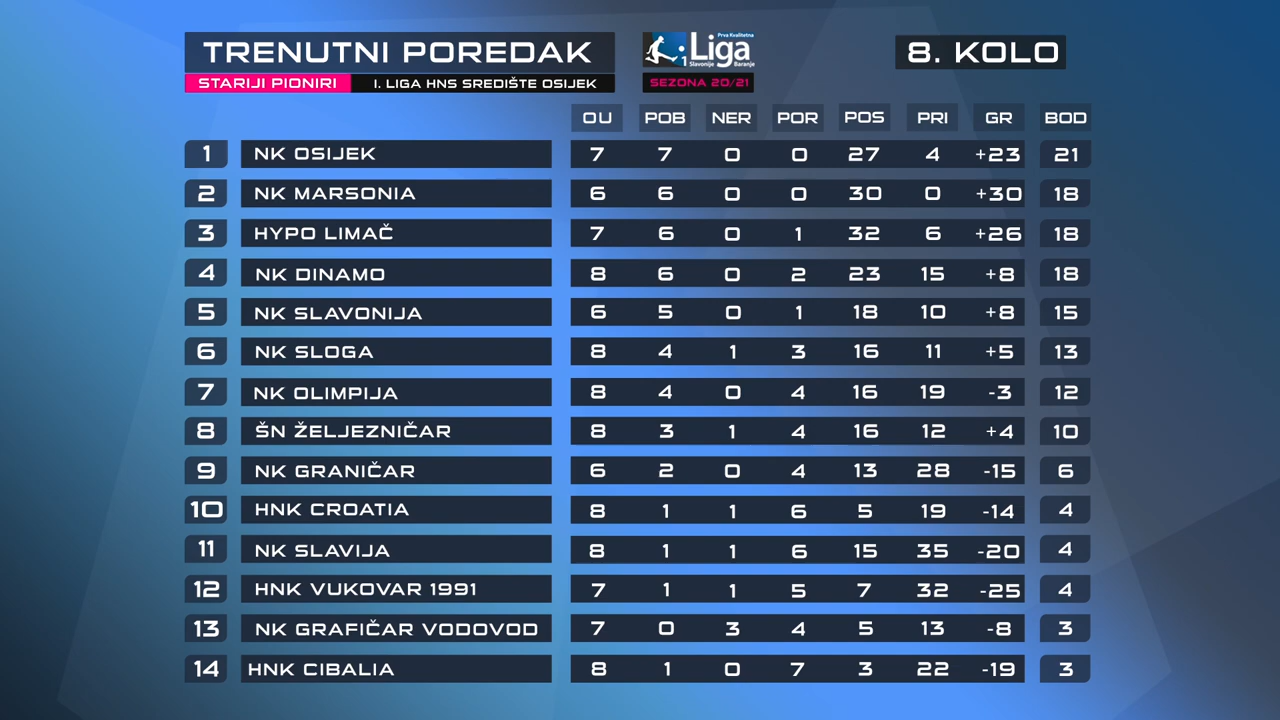 TRENUTNI POREDAK
STARIJI PIONIRI I. LIGA HNS SREDIŠTE OSIJEK
Prva Kvalitetna
1 Liga
Slavonije Baranje
SEZONA 20/21
8. KOLO
OU POB NER POR POS PRI GR BOD
1 NK OSIJEK 7 7 0 0 27 4 +23 21
2 NK MARSONIA 6 6 0 0 30 0 +30 18
3 HYPO LIMAČ 7 6 0 1 32 6 +26 18
4 NK DINAMO 8 6 0 2 23 15 +8 18
5 NK SLAVONIJA 6 5 0 1 18 10 +8 15
6 NK SLOGA 8 4 1 3 16 11 +5 13
7 NK OLIMPIJA 8 4 0 4 16 19 -3 12
8 ŠN ŽELJEZNIČAR 8 3 1 4 16 12 +4 10
9 NK GRANIČAR 6 2 0 4 13 28 -15 6
10 HNK CROATIA 8 1 1 6 5 19 -14 4
11 NK SLAVIJA 8 1 1 6 15 35 -20 4
12 HNK VUKOVAR 1991 7 1 1 5 7 32 -25 4
13 NK GRAFIČAR VODOVOD 7 0 3 4 5 13 -8 3
14 HNK CIBALIA 8 1 0 7 3 22 -19 3